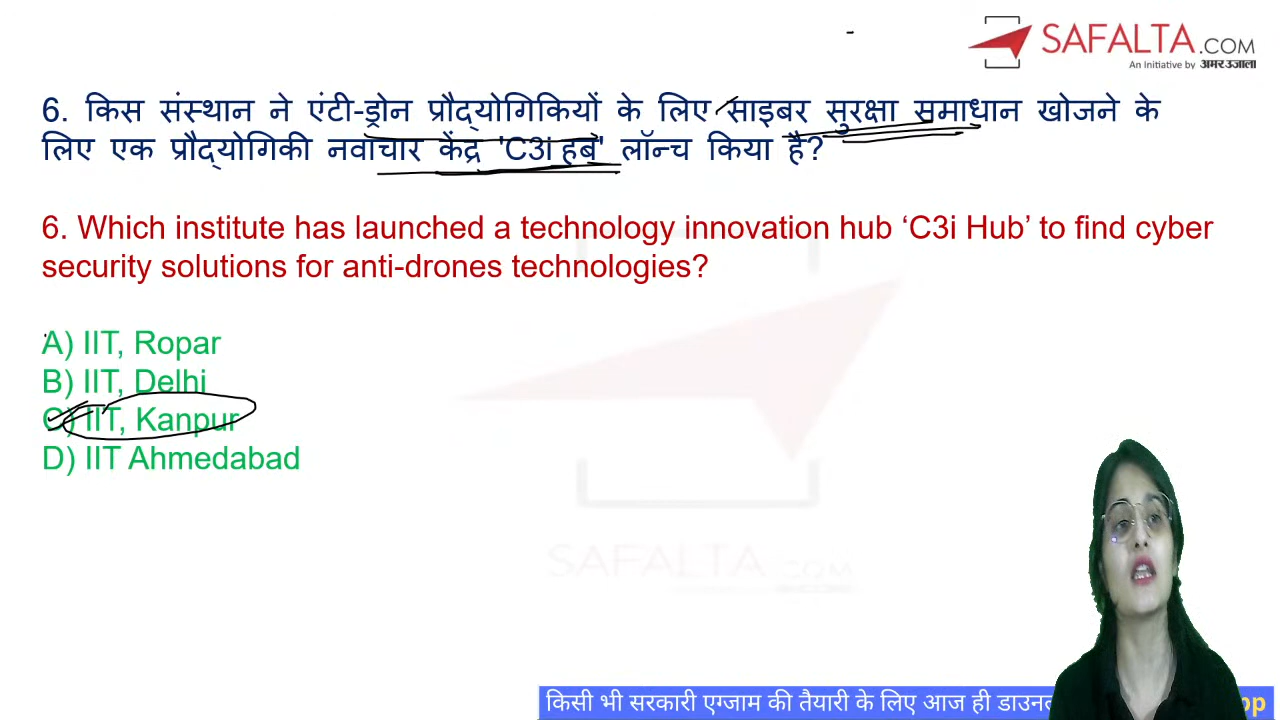 SAFALTA.COM
An Initiative by अमर उजाला
6. किस संस्थान ने एंटी-ड्रोन प्रौद्योगिकियों के लिए साइबर सुरक्षा समाधान खोजने के
लिए एक प्रौद्योगिकी नवाचार केंद्र 'C3i हब' लॉन्च किया है?
6. Which institute has launched a technology innovation hub ‘C3i Hub’ to find cyber
security solutions for anti-drones technologies?
A) IIT, Ropar
B) IIT, Delhi
C) IIT, Kanpur
D) IIT Ahmedabad
SAFALTA.COM
किसी भी सरकारी एग्जाम की तैयारी के लिए आज ही